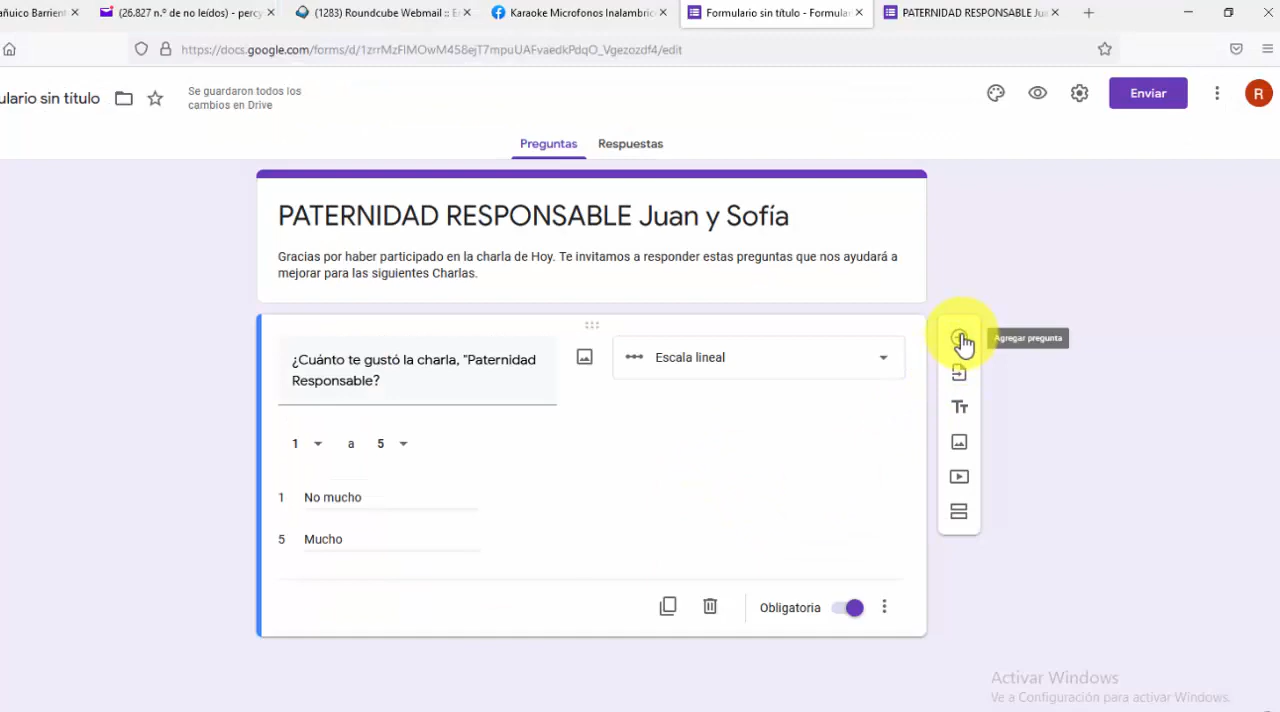 añuico Barrient
(26.827 n.º de no leídos) - percy
(1283) Roundcube Webmail :: En
Karaoke Microfonos Inalambric
Formulario sin título - Formular
PATERNIDAD RESPONSABLE Jua
https://docs.google.com/forms/d/1zrrMzFIMOwM458ejT7mpuUAFvaedkPdqO_Vgezozdf4/edit
ulario sin título
Se guardaron todos los
cambios en Drive
Enviar
R
Preguntas
Respuestas
PATERNIDAD RESPONSABLE Juan y Sofía
Gracias por haber participado en la charla de Hoy. Te invitamos a responder estas preguntas que nos ayudará a
mejorar para las siguientes Charlas.
¿Cuánto te gustó la charla, "Paternidad
Responsable?
Escala lineal
Agregar pregunta
Tт
1 a 5
1 No mucho
5 Mucho
Obligatoria
Activar Windows
Ve a Configuración para activar Windows.